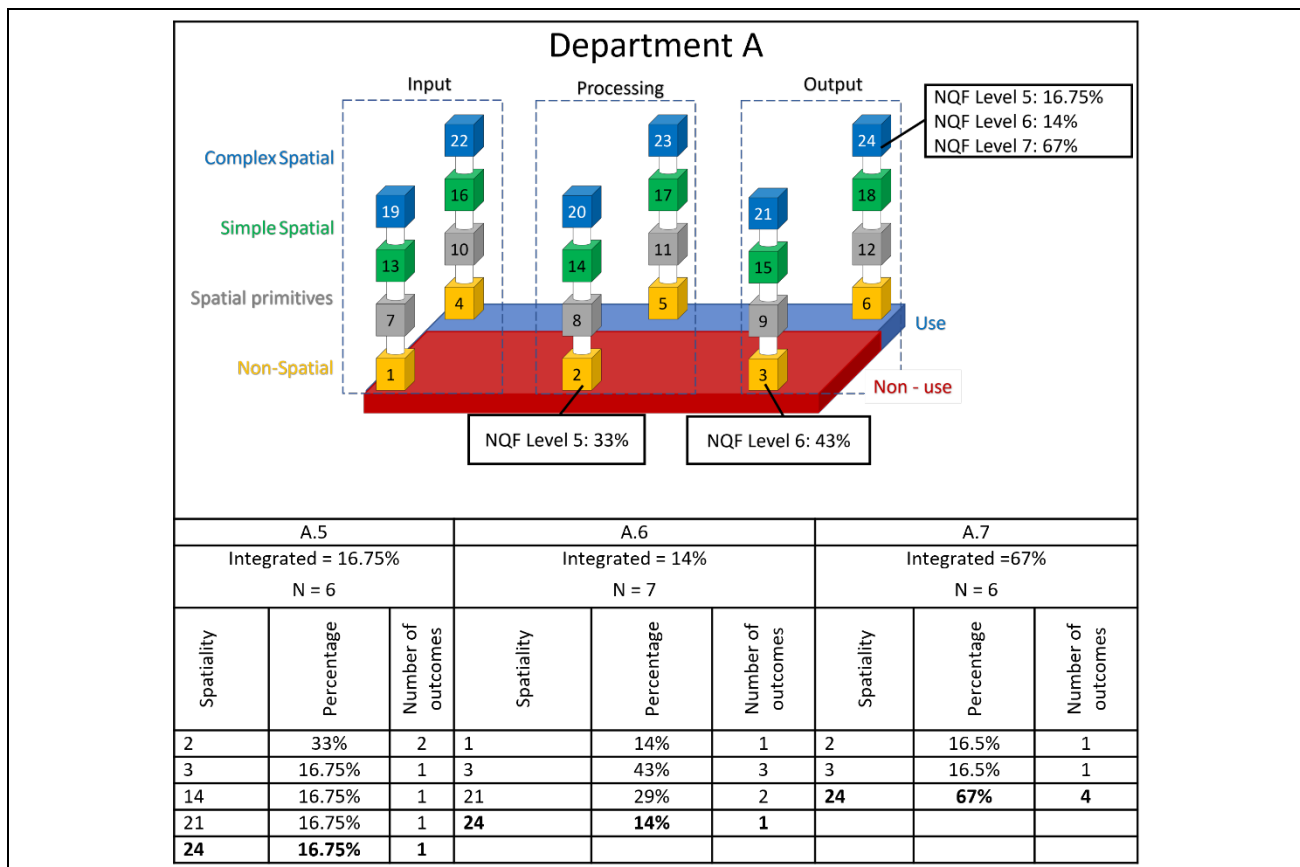 Department A
Input Processing Output
NQF Level 5: 16.75%
NQF Level 6: 14%
NQF Level 7: 67%
Complex Spatial
Simple Spatial
Spatial primitives
Non-Spatial
22 23 24
19 16 20 17 21 18
13 10 14 11 15 12
7 4 8 5 9 6
1 2 3
Use
Non - use
NQF Level 5: 33%
NQF Level 6: 43%
A.5 A.6 A.7
Integrated = 16.75% Integrated = 14% Integrated =67%
N = 6 N = 7 N = 6
Spatiality Percentage Number of outcomes Spatiality Percentage Number of outcomes Spatiality Percentage Number of outcomes
2 33% 2 1 14% 1 2 16.5% 1
3 16.75% 1 3 43% 3 3 16.5% 1
14 16.75% 1 21 29% 2 24 67% 4
21 16.75% 1 24 14% 1
24 16.75% 1